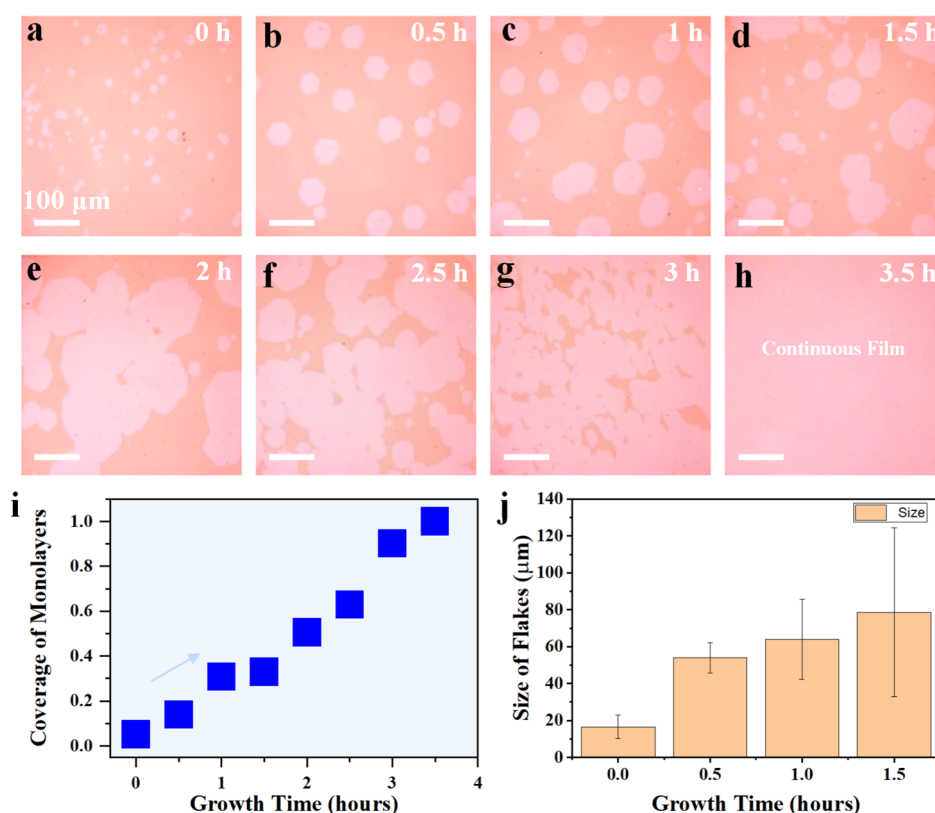 a 0 h
b 0.5 h
c 1 h
d 1.5 h
100 μm
e 2 h
f 2.5 h
g 3 h
h 3.5 h
Continuous Film
i
1.0
0.8
0.6
0.4
0.2
0.0
Coverage of Monolayers
0 1 2 3 4
Growth Time (hours)
j
140
120
100
80
60
40
20
0
Size of Flakes (μm)
Size
0.0 0.5 1.0 1.5
Growth Time (hours)